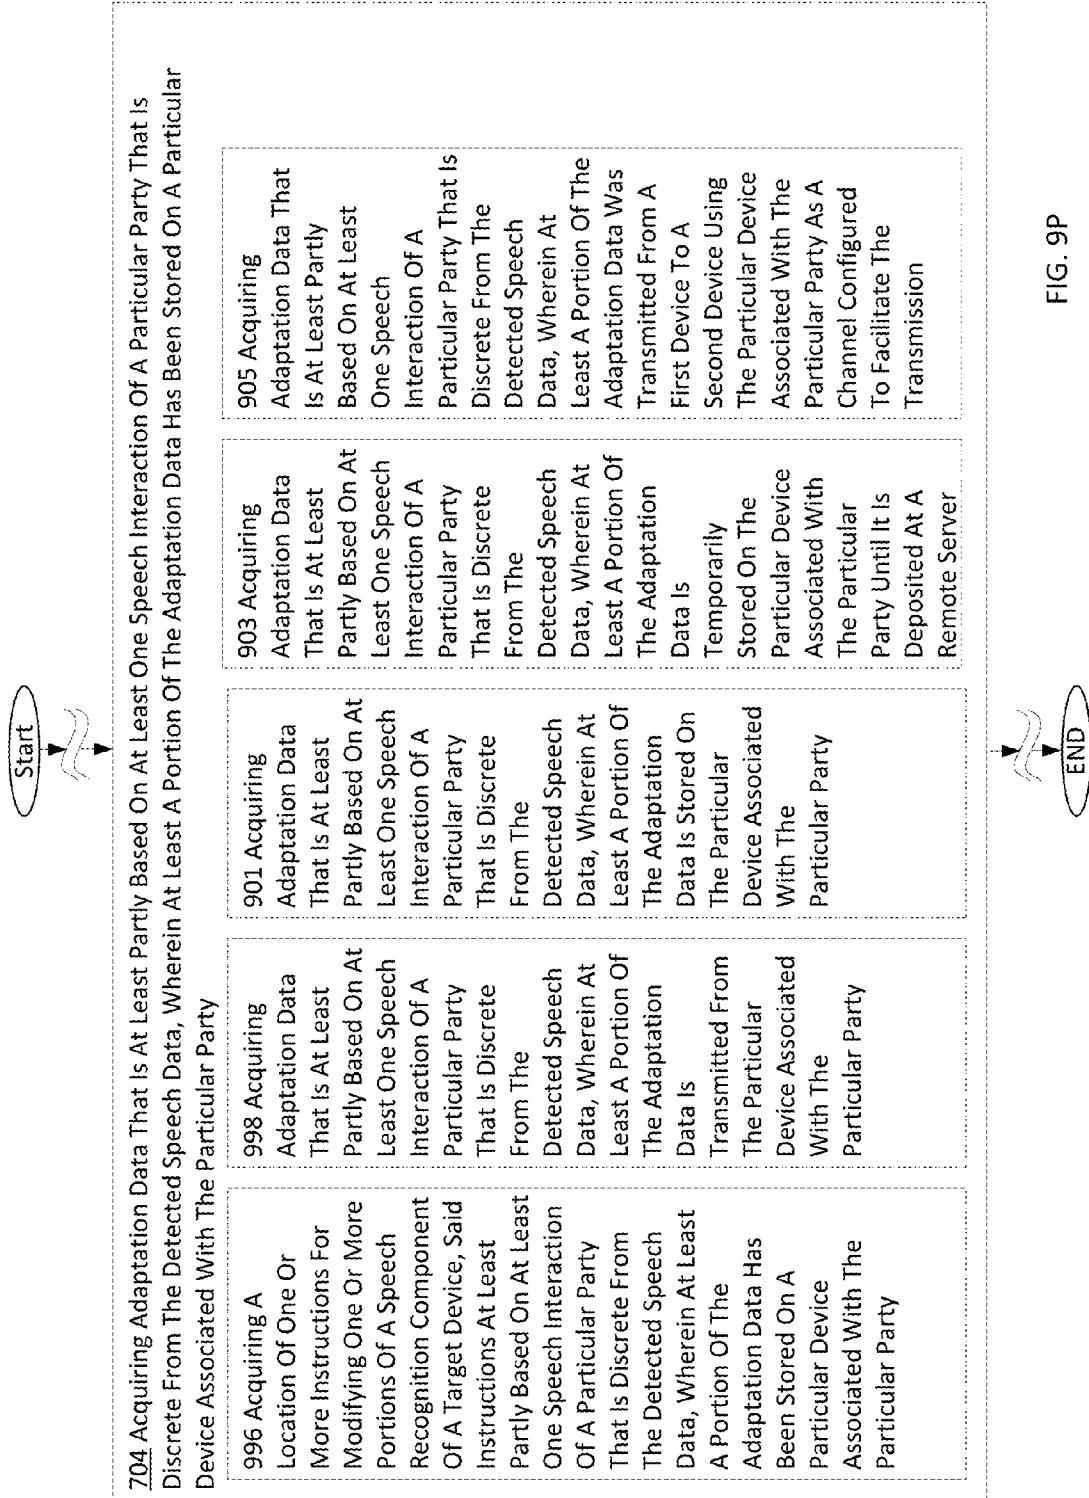 Start
704 Acquiring Adaptation Data That Is At Least Partly Based On At Least One Speech Interaction Of A Particular Party That Is
Discrete From The Detected Speech Data, Wherein At Least A Portion Of The Adaptation Data Has Been Stored On A Particular
Device Associated With The Particular Party
996 Acquiring A
Location Of One Or
More Instructions For
Modifying One Or More
Portions Of A Speech
Recognition Component
Of A Target Device, Said
Instructions At Least
Partly Based On At Least
One Speech Interaction
Of A Particular Party
That Is Discrete From
The Detected Speech
Data, Wherein At Least
A Portion Of The
Adaptation Data Has
Been Stored On A
Particular Device
Associated With The
Particular Party
998 Acquiring
Adaptation Data
That Is At Least
Partly Based On At
Least One Speech
Interaction Of A
Particular Party
That Is Discrete
From The
Detected Speech
Data, Wherein At
Least A Portion Of
The Adaptation
Data Is
Transmitted From
The Particular
Device Associated
With The
Particular Party
901 Acquiring
Adaptation Data
That Is At Least
Partly Based On At
Least One Speech
Interaction Of A
Particular Party
That Is Discrete
From The
Detected Speech
Data, Wherein At
Least A Portion Of
The Adaptation
Data Is Stored On
The Particular
Device Associated
With The
Particular Party
903 Acquiring
Adaptation Data
That Is At Least
Partly Based On At
Least One Speech
Interaction Of A
Particular Party
That Is Discrete
From The
Detected Speech
Data, Wherein At
Least A Portion Of
The Adaptation
Data Is
Temporarily
Stored On The
Particular Device
Associated With
The Particular
Party Until It Is
Deposited At A
Remote Server
905 Acquiring
Adaptation Data That
Is At Least Partly
Based On At Least
One Speech
Interaction Of A
Particular Party That Is
Discrete From The
Detected Speech
Data, Wherein At
Least A Portion Of The
Adaptation Data Was
Transmitted From A
First Device To A
Second Device Using
The Particular Device
Associated With The
Particular Party As A
Channel Configured
To Facilitate The
Transmission
END
FIG. 9P